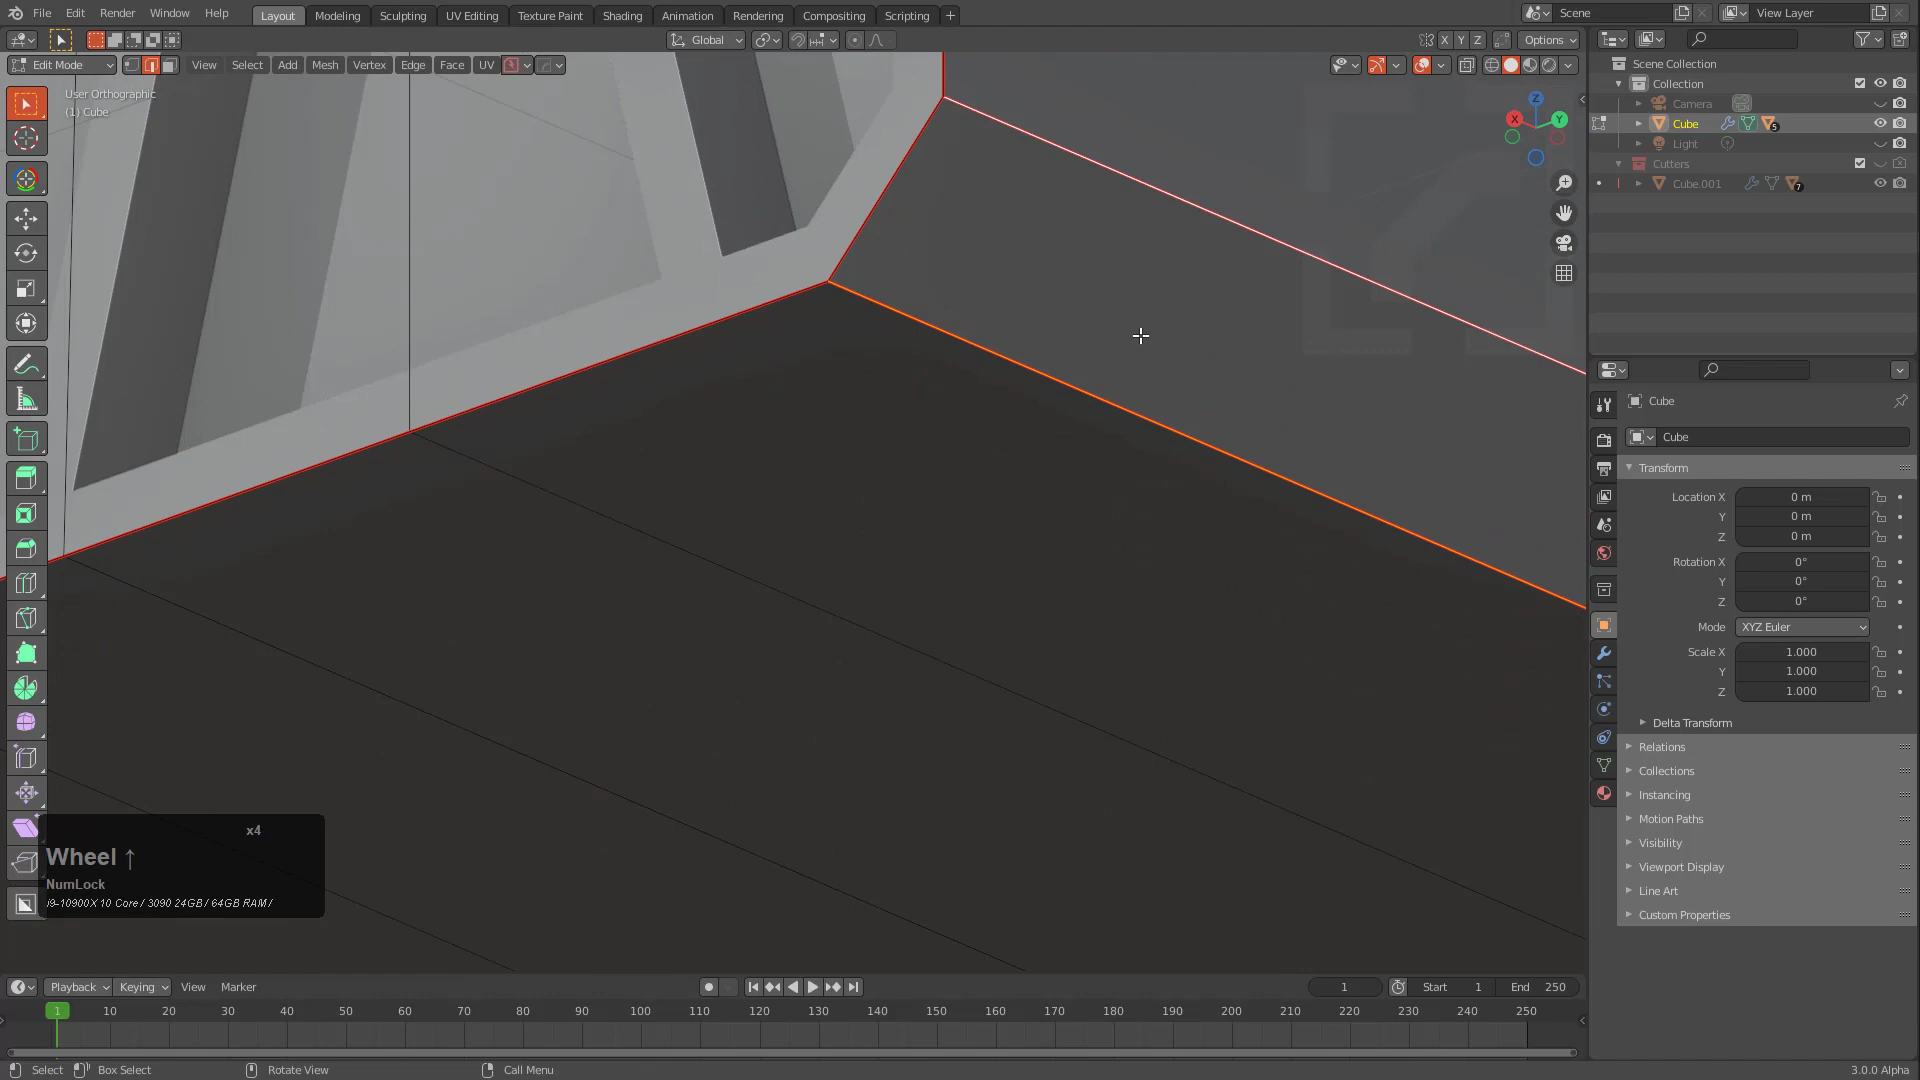 File Edit Render Window Help Layout Modeling Sculpting UV Editing Texture Paint Shading Animation Rendering Compositing Scripting + Scene View Layer
Global X Y Z Options
Edit Mode View Select Add Mesh Vertex Edge Face UV
User Orthographic
(1) Cube
Z
X
Y
Scene Collection
Collection
Camera
Cube 5
Light
Cutters
Cube.001 7
Cube
Cube
Transform
Location X 0 m
Y 0 m
Z 0 m
Rotation X 0°
Y 0°
Z 0°
Mode XYZ Euler
Scale X 1.000
Y 1.000
Z 1.000
Delta Transform
Relations
Collections
Instancing
Motion Paths
Visibility
Viewport Display
Line Art
Custom Properties
x4
Wheel ↑
NumLock
i9-10900X 10 Core / 3090 24GB / 64GB RAM /
Playback Keying View Marker 1 Start 1 End 250
1 10 20 30 40 50 60 70 80 90 100 110 120 130 140 150 160 170 180 190 200 210 220 230 240 250
Select Box Select Rotate View Call Menu 3.0.0 Alpha